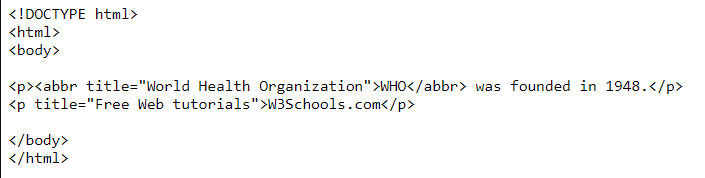 <!DOCTYPE html>
<html>
<body>
<p><abbr title="World Health Organization">WHO</abbr> was founded in 1948.</p>
<p title="Free Web tutorials">W3Schools.com</p>
</body>
</html>